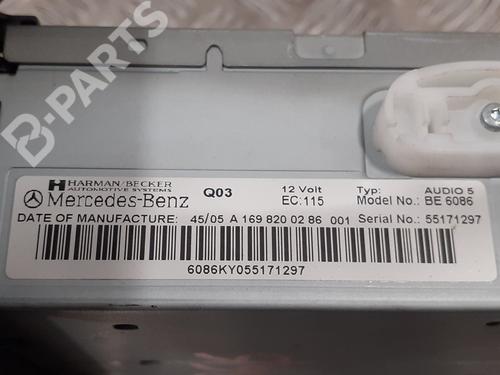 B-PARTS
HARMAN/BECKER
AUTOMOTIVE SYSTEMS
Mercedes-Benz Q03 12 Volt Typ: AUDIO 5
EC:115 Model No.: BE 6086
DATE OF MANUFACTURE: 45/05 A 169 820 02 86 001 Serial No.: 55171297
6086KY055171297